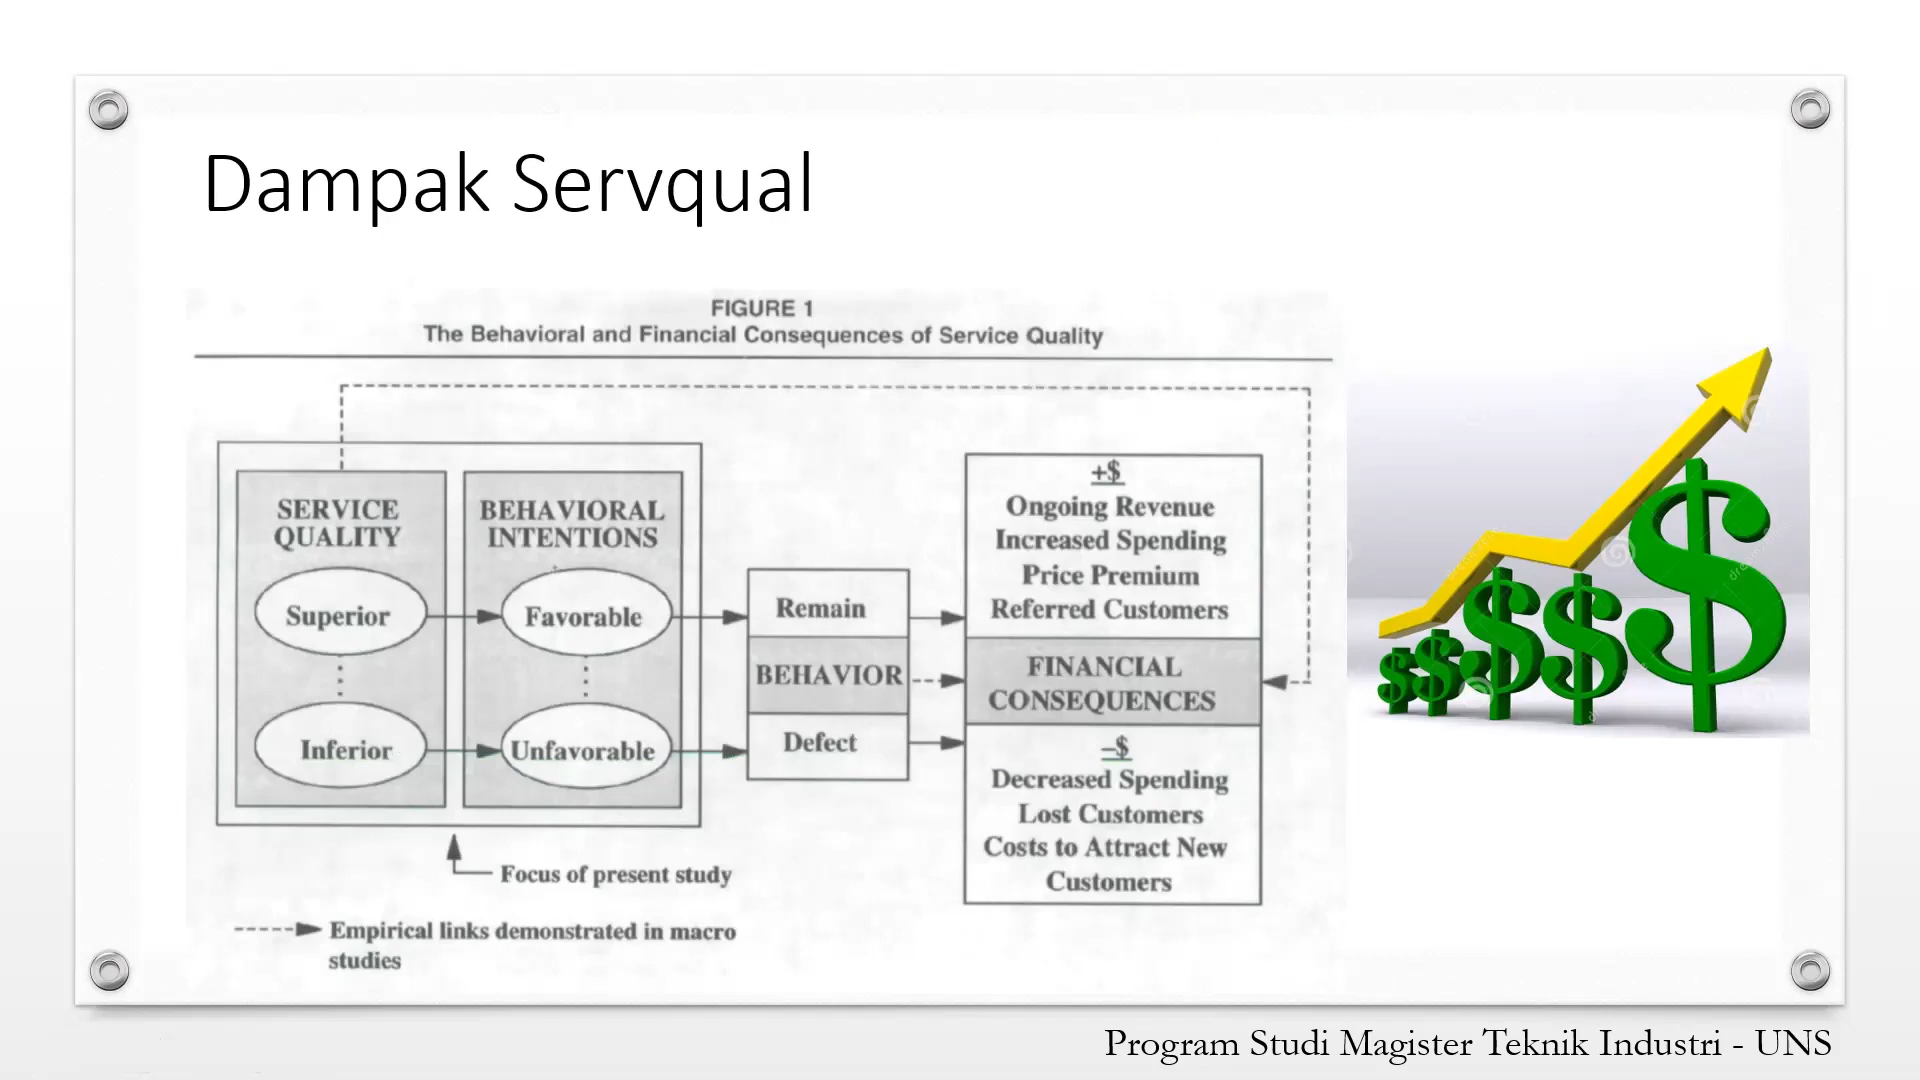 Dampak Servqual
FIGURE 1
The Behavioral and Financial Consequences of Service Quality
SERVICE
QUALITY
Superior
Inferior
BEHAVIORAL
INTENTIONS
Favorable
Unfavorable
Remain
BEHAVIOR
Defect
+$
Ongoing Revenue
Increased Spending
Price Premium
Referred Customers
FINANCIAL
CONSEQUENCES
–$
Decreased Spending
Lost Customers
Costs to Attract New
Customers
Focus of present study
Empirical links demonstrated in macro
studies
Program Studi Magister Teknik Industri - UNS